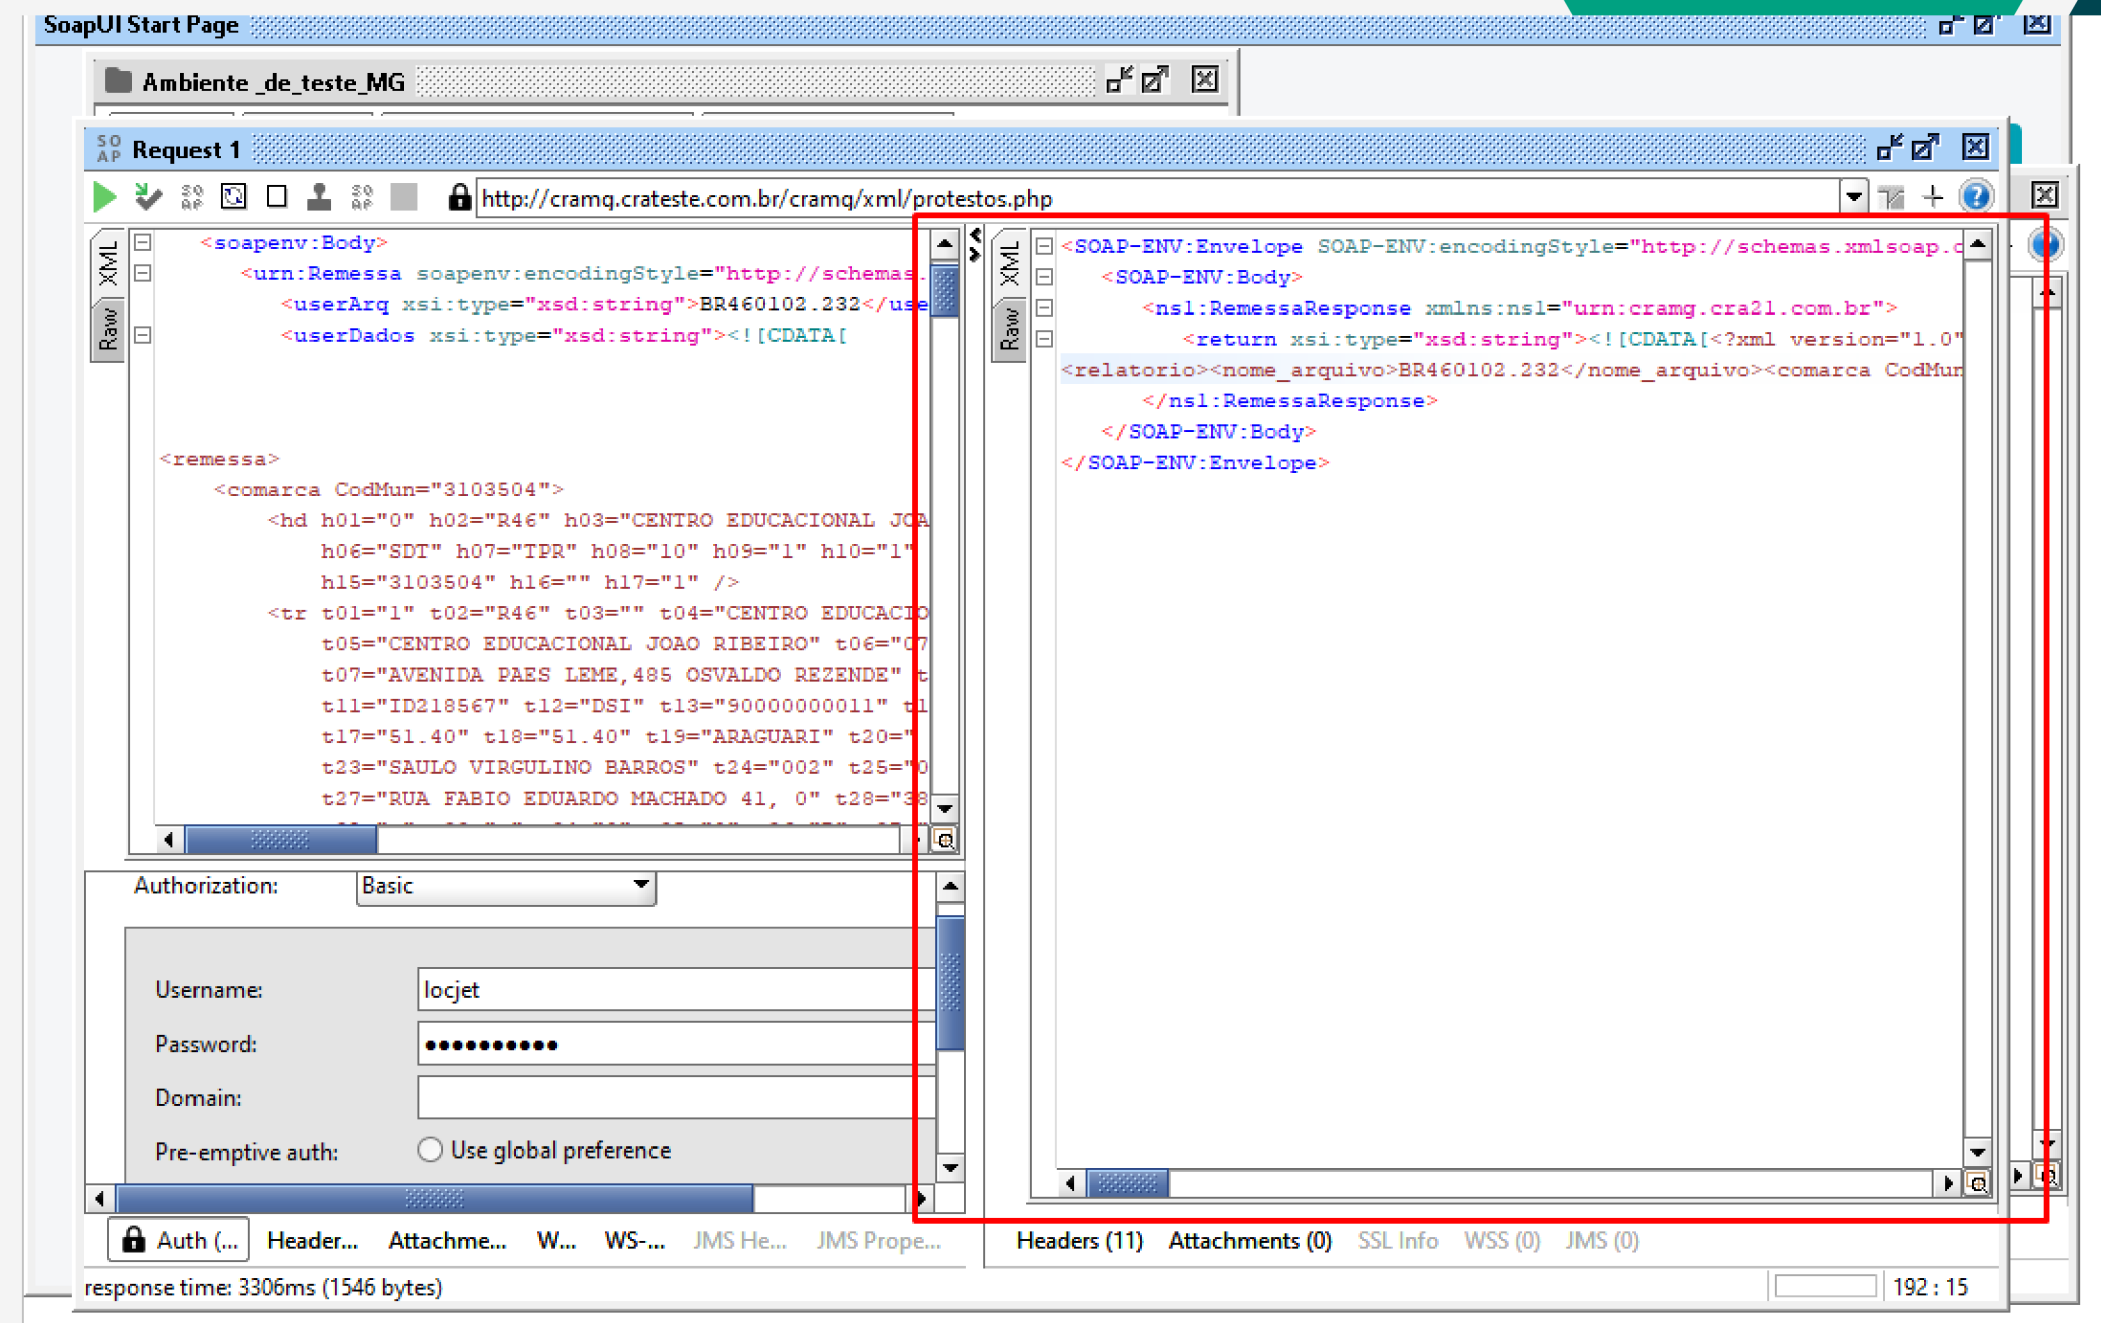 SoapUI Start Page
Ambiente _de_teste_MG
SOAP Request 1
http://cramg.crateste.com.br/cramg/xml/protestos.php
XML
Raw
<soapenv:Body>
<urn:Remessa soapenv:encodingStyle="http://schemas.
<userArq xsi:type="xsd:string">BR460102.232</use
<userDados xsi:type="xsd:string"><![CDATA[
<remessa>
<comarca CodMun="3103504">
<hd h01="0" h02="R46" h03="CENTRO EDUCACIONAL JOA
h06="SDT" h07="TPR" h08="10" h09="1" h10="1"
h15="3103504" h16="" h17="1" />
<tr t01="1" t02="R46" t03="" t04="CENTRO EDUCACIO
t05="CENTRO EDUCACIONAL JOAO RIBEIRO" t06="07
t07="AVENIDA PAES LEME,485 OSVALDO REZENDE" t
t11="ID218567" t12="DSI" t13="90000000011" t1
t17="51.40" t18="51.40" t19="ARAGUARI" t20="
t23="SAULO VIRGULINO BARROS" t24="002" t25="0
t27="RUA FABIO EDUARDO MACHADO 41, 0" t28="38
XML
Raw
<SOAP-ENV:Envelope SOAP-ENV:encodingStyle="http://schemas.xmlsoap.o
<SOAP-ENV:Body>
<ns1:RemessaResponse xmlns:ns1="urn:cramg.cra21.com.br">
<return xsi:type="xsd:string"><![CDATA[<?xml version="1.0"
<relatorio><nome_arquivo>BR460102.232</nome_arquivo><comarca CodMun
</ns1:RemessaResponse>
</SOAP-ENV:Body>
</SOAP-ENV:Envelope>
Authorization: Basic
Username: locjet
Password: ••••••••••
Domain:
Pre-emptive auth: Use global preference
Auth (... Header... Attachme... W... WS-... JMS He... JMS Prope...
Headers (11) Attachments (0) SSL Info WSS (0) JMS (0)
response time: 3306ms (1546 bytes)
192 : 15